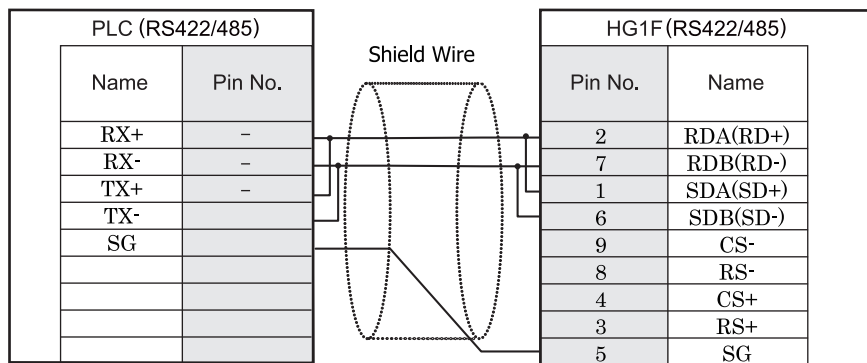 PLC (RS422/485)
HG1F(RS422/485)
Shield Wire
Name Pin No. Pin No. Name
RX+ – 2 RDA(RD+)
RX- – 7 RDB(RD-)
TX+ – 1 SDA(SD+)
TX- 6 SDB(SD-)
SG 9 CS-
8 RS-
4 CS+
3 RS+
5 SG